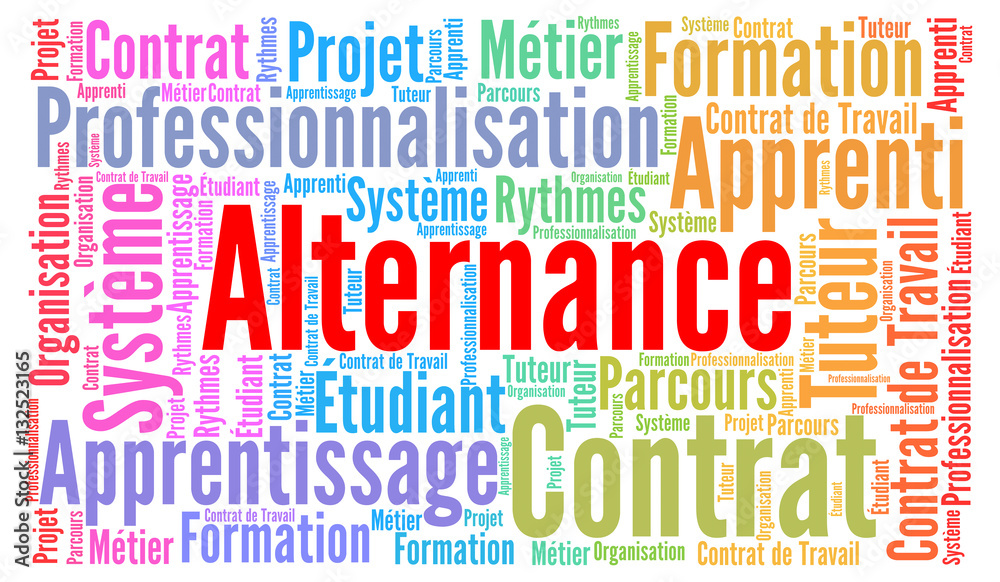 Projet
Formation
Contrat
Rythmes
Projet
Parcours
Apprenti
Métier
Rythmes
Apprentissage
Système
Contrat
Formation
Tuteur
Apprenti
Contrat
Apprenti
Métier
Contrat
Apprentissage
Tuteur
Parcours
Professionnalisation
Contrat de Travail
Apprenti
Rythmes
Système
Contrat de Travail
Organisation
Organisation
Système
Apprentissage
Étudiant
Formation
Apprentissage
Apprenti
Système
Apprenti
Apprentissage
Rythmes
Organisation
Étudiant
Professionnalisation
Système
Rythmes
Alternance
Contrat
Contrat de Travail
Tuteur
Professionnalisation
Parcours
Tuteur
Organisation
Contrat de Travail
Étudiant
Professionnalisation
Métier
Contrat
Rythmes
Projet
Rythmes
Étudiant
Contrat
Métier
Contrat de Travail
Étudiant
Tuteur
Organisation
Tuteur
Formation
Professionnalisation
Parcours
Parcours
Système
Apprenti
Projet
Parcours
Professionnalisation
Professionnalisation
Professionnalisation
Apprentissage
Apprentissage
Contrat
Projet
Tuteur
Organisation
Étudiant
Étudiant
Système
Projet
Parcours
Métier
Contrat de Travail
Formation
Métier
Projet
Formation
Métier
Organisation
Contrat de Travail
Adobe Stock | #132523165